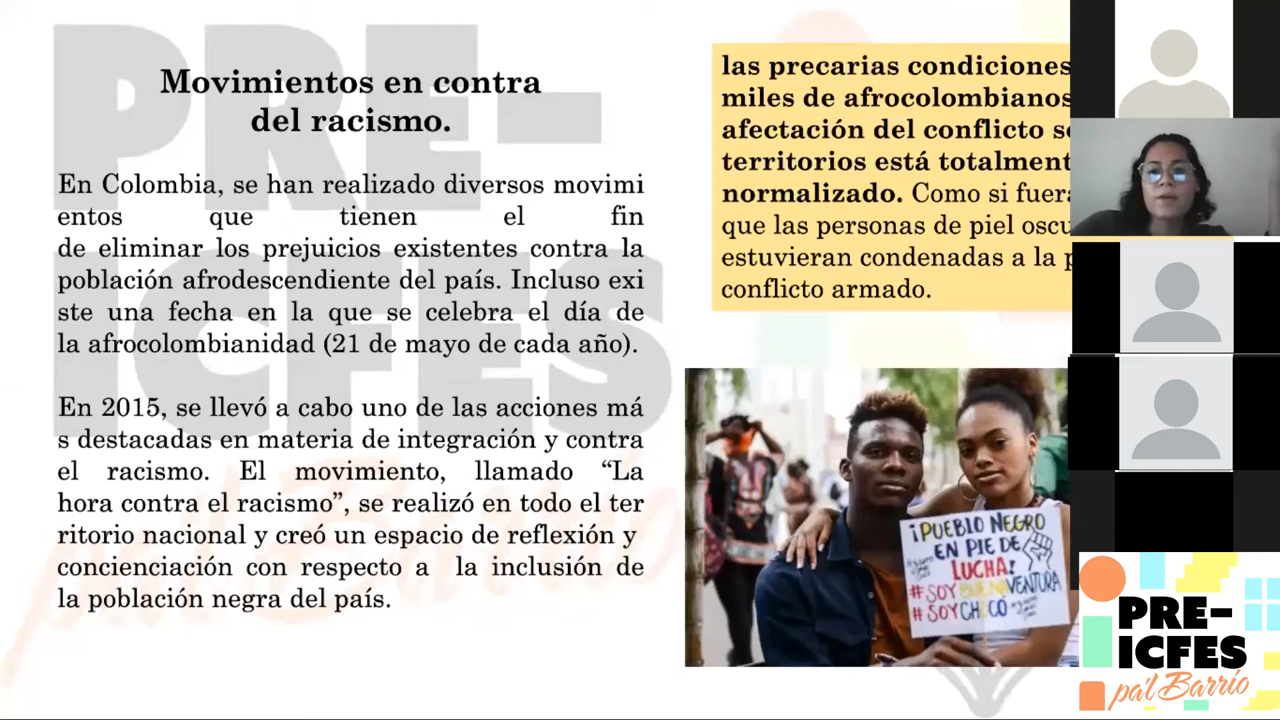 Movimientos en contra
del racismo.
En Colombia, se han realizado diversos movimi
entos que tienen el fin
de eliminar los prejuicios existentes contra la
población afrodescendiente del país. Incluso exi
ste una fecha en la que se celebra el día de
la afrocolombianidad (21 de mayo de cada año).
En 2015, se llevó a cabo uno de las acciones má
s destacadas en materia de integración y contra
el racismo. El movimiento, llamado “La
hora contra el racismo”, se realizó en todo el ter
ritorio nacional y creó un espacio de reflexión y
concienciación con respecto a la inclusión de
la población negra del país.
las precarias condiciones
miles de afrocolombianos
afectación del conflicto
territorios está
normalizado. Como si
que las personas de piel
estuvieran condenadas a la
conflicto armado.
¡PUEBLO NEGRO
EN PIE DE
LUCHA!
#SOY BUENAVENTURA
#SOY CHOCÓ
PRE-
ICFES
PRE-
ICFES
pa'l Barrio